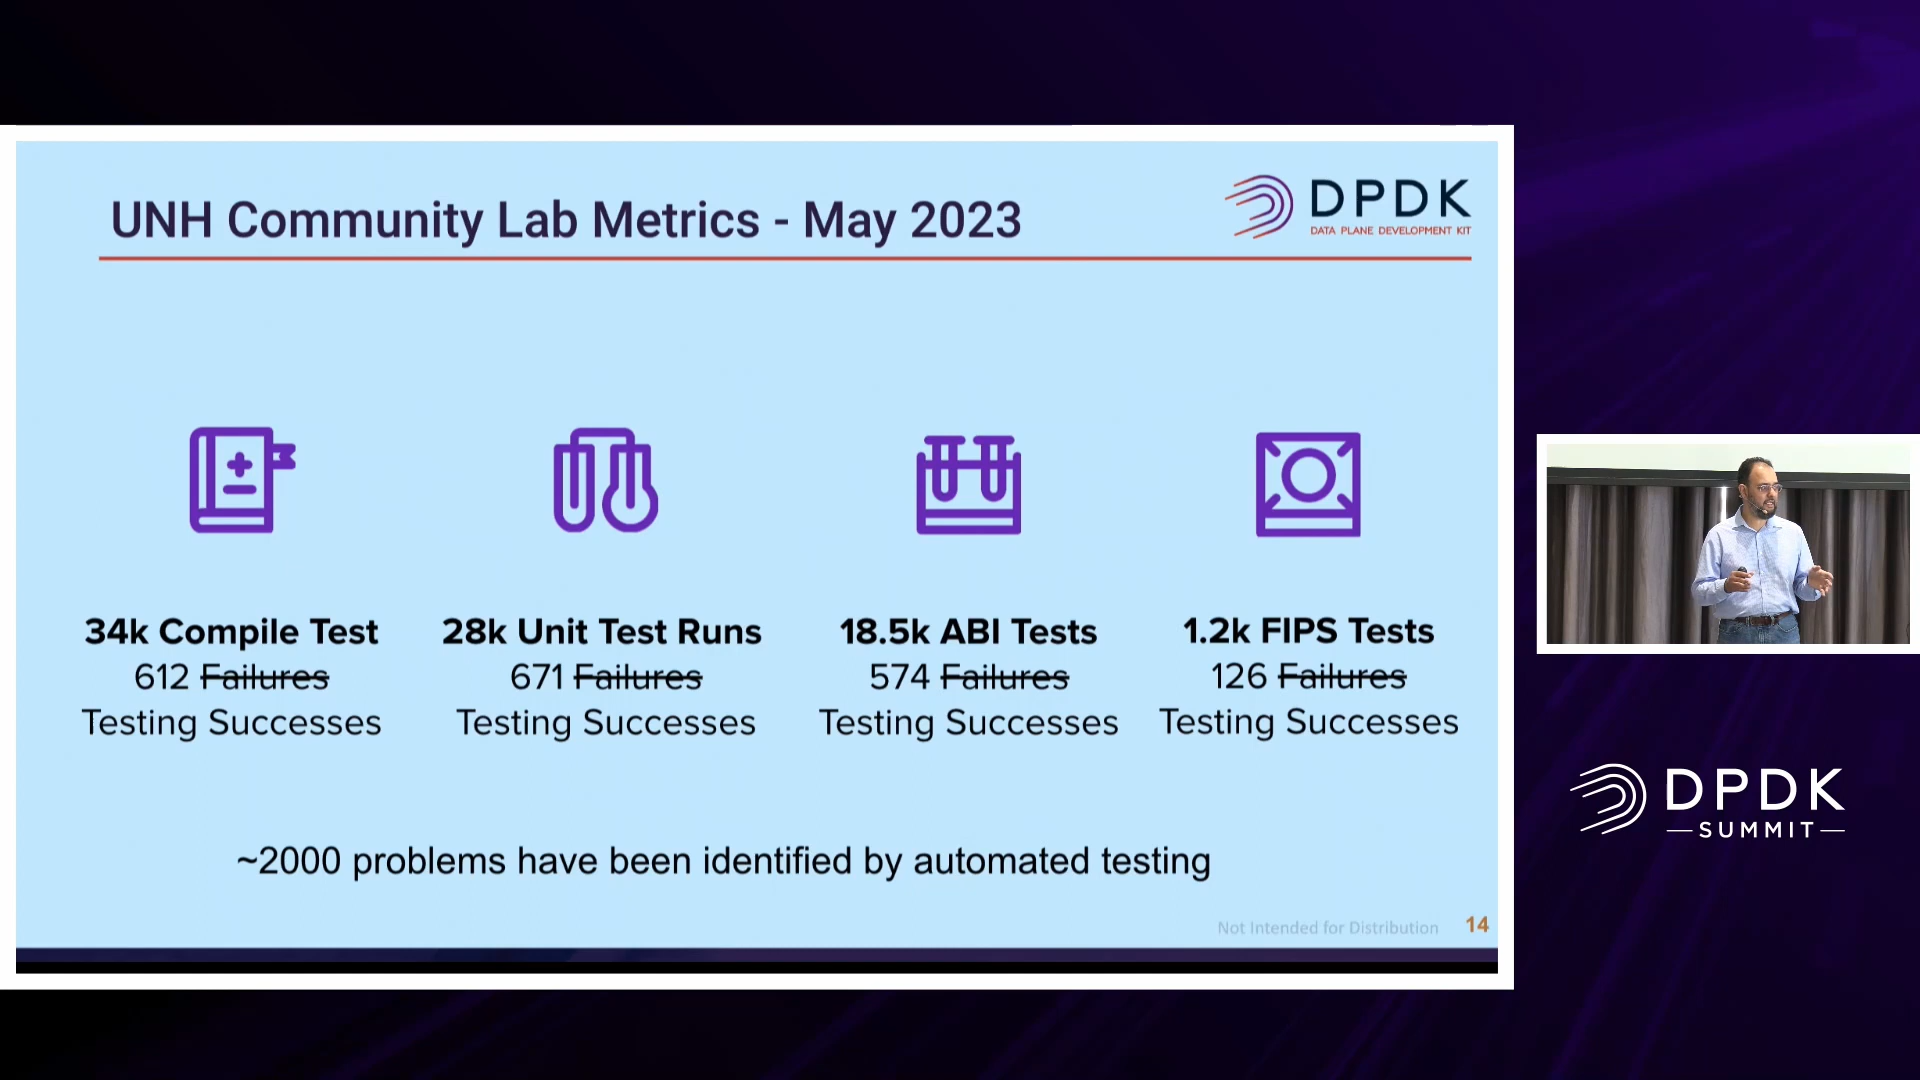 UNH Community Lab Metrics - May 2023
DPDK
DATA PLANE DEVELOPMENT KIT
34k Compile Test
612 Failures
Testing Successes
28k Unit Test Runs
671 Failures
Testing Successes
18.5k ABI Tests
574 Failures
Testing Successes
1.2k FIPS Tests
126 Failures
Testing Successes
~2000 problems have been identified by automated testing
Not Intended for Distribution
14
DPDK
SUMMIT